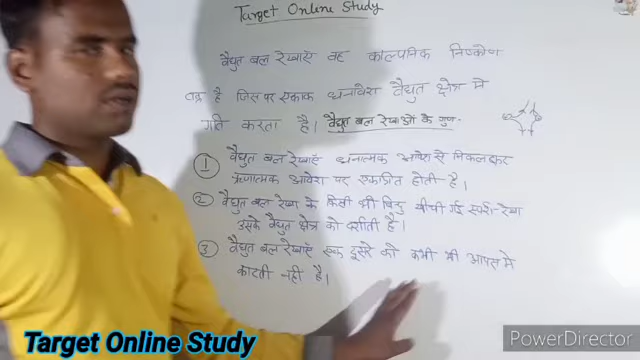 Target Online Study
वैद्युत बल रेखाएँ वह काल्पनिक निष्कोण
वक्र है जिस पर एकांक धनावेश वैद्युत क्षेत्र मे
गति करता है।
वैद्युत बल रेखाओं के गुण-
1 वैद्युत बल रेखाएँ धनात्मक आवेश से निकलकर
ऋणात्मक आवेश पर एकत्रित होती है।
2 वैद्युत बल रेखा के किसी भी बिंदु खीची गई स्पर्श-रेखा
उसके वैद्युत क्षेत्र को दर्शाती है।
3 वैद्युत बल रेखाएँ एक दूसरे को कभी भी आपस मे
काटती नही है।
Target Online Study
PowerDirector